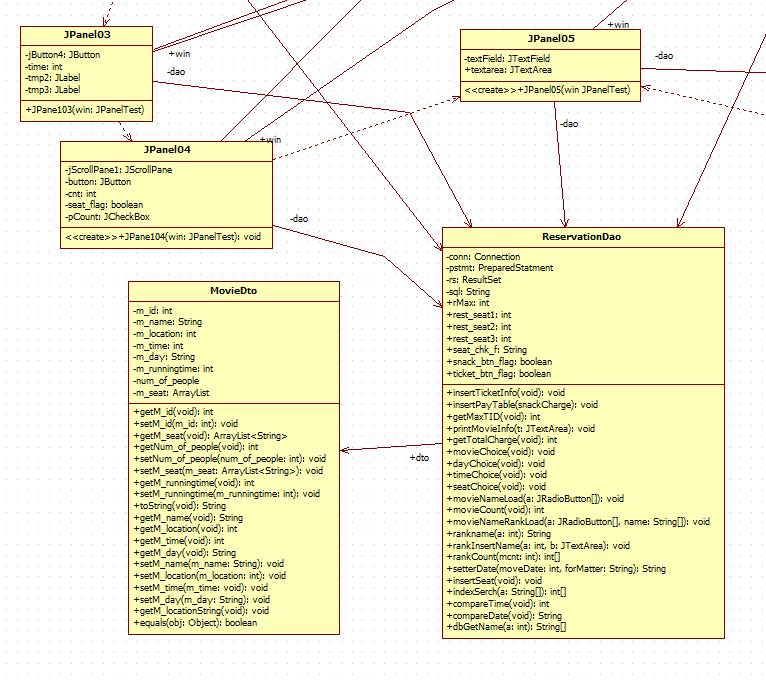 JPanel03
-jButton4: JButton
-time: int
-tmp2: JLabel
-tmp3: JLabel
+JPane103(win: JPanelTest)
+win
-dao
+win
JPanel05
-textField: JTextField
+textarea: JTextArea
<<create>>+JPanel05(win JPanelTest)
-dao
-dao
+win
JPanel04
-jScrollPane1: JScrollPane
-button: JButton
-cnt: int
-seat_flag: boolean
-pCount: JCheckBox
<<create>>+JPane104(win: JPanelTest): void
-dao
MovieDto
-m_id: int
-m_name: String
-m_location: int
-m_time: int
-m_day: String
-m_runningtime: int
-num_of_people
-m_seat: ArrayList
+getM_id(void): int
+setM_id(m_id: int): void
+getM_seat(void): ArrayList<String>
+getNum_of_people(void): int
+setNum_of_people(num_of_people: int): void
+setM_seat(m_seat: ArrayList<String>): void
+getM_runningtime(void): int
+setM_runningtime(m_runningtime: int): void
+toString(void): String
+getM_name(void): String
+getM_location(void): int
+getM_time(void): int
+getM_day(void): String
+setM_name(m_name: String): void
+setM_location(m_location: int): void
+setM_time(m_time: void): void
+setM_day(m_day: String): void
+getM_locationString(void): void
+equals(obj: Object): boolean
+dto
ReservationDao
-conn: Connection
-pstmt: PreparedStatment
-rs: ResultSet
-sql: String
+rMax: int
+rest_seat1: int
+rest_seat2: int
+rest_seat3: int
+seat_chk_f: String
+snack_btn_flag: boolean
+ticket_btn_flag: boolean
+insertTicketInfo(void): void
+insertPayTable(snackCharge): void
+getMaxTID(void): int
+printMovieInfo(t: JTextArea): void
+getTotalCharge(void): int
+movieChoice(void): void
+dayChoice(void): void
+timeChoice(void): void
+seatChoice(void): void
+movieNameLoad(a: JRadioButton[]): void
+movieCount(void): int
+movieNameRankLoad(a: JRadioButton[], name: String[]): void
+rankname(a: int): String
+rankInsertName(a: int, b: JTextArea): void
+rankCount(mcnt: int): int[]
+setterDate(moveDate: int, forMatter: String): String
+insertSeat(void): void
+indexSerch(a: String[]): int[]
+compareTime(void): int
+compareDate(void): String
+dbGetName(a: int): String[]